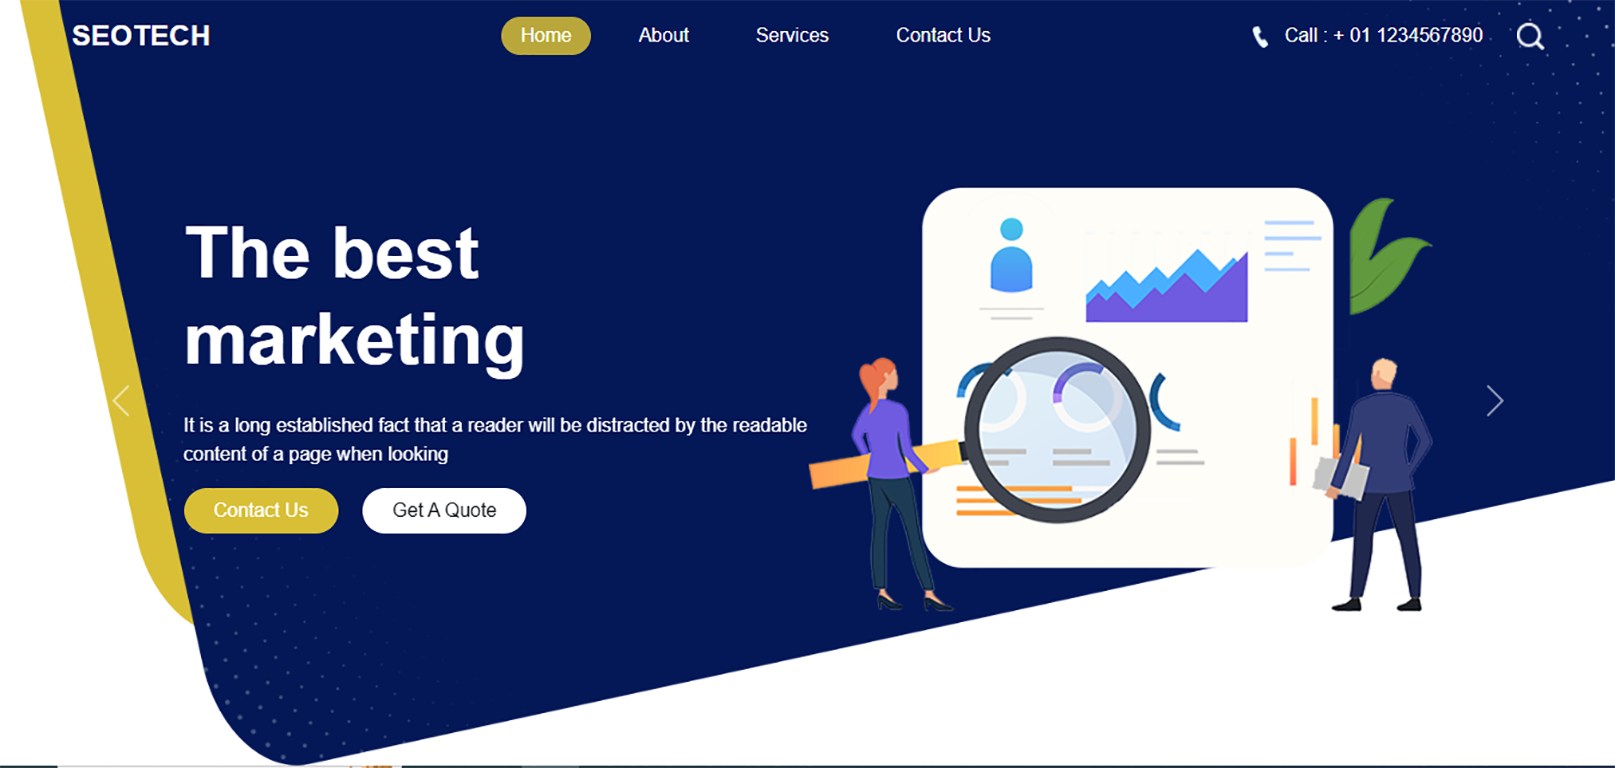 SEOTECH
Home
About
Services
Contact Us
Call : + 01 1234567890
The best
marketing
It is a long established fact that a reader will be distracted by the readable
content of a page when looking
Contact Us
Get A Quote